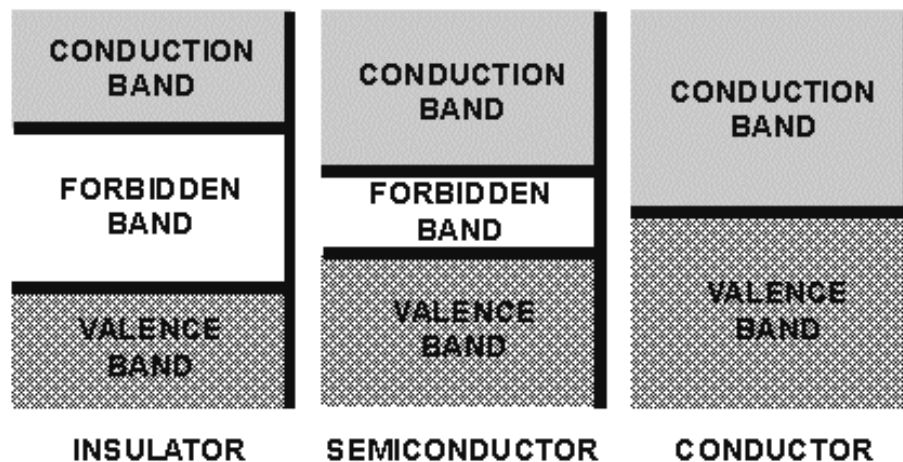 CONDUCTION
BAND
FORBIDDEN
BAND
VALENCE
BAND
INSULATOR
CONDUCTION
BAND
FORBIDDEN
BAND
VALENCE
BAND
SEMICONDUCTOR
CONDUCTION
BAND
VALENCE
BAND
CONDUCTOR